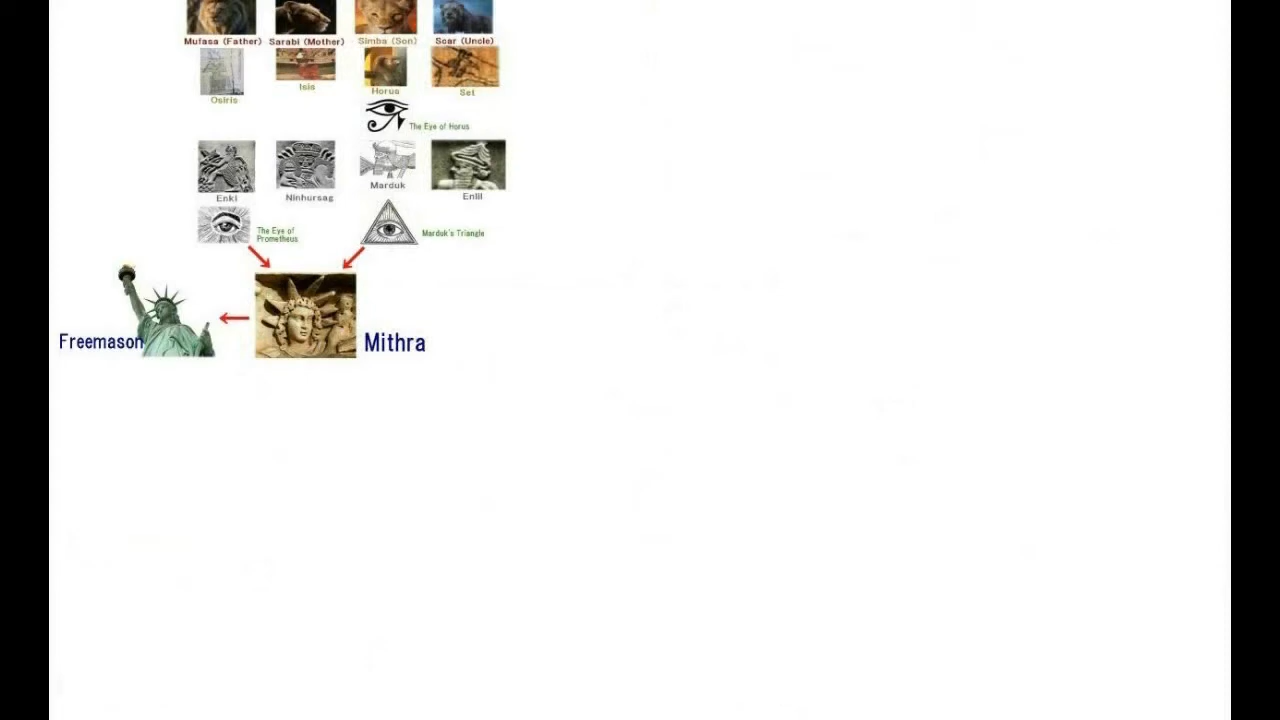 Mufasa (Father) Sarabi (Mother) Simba (Son) Scar (Uncle)
Osiris Isis Horus Set
The Eye of Horus
Enki Ninhursag Marduk Enlil
The Eye of
Prometheus
Marduk's Triangle
Freemason
Mithra